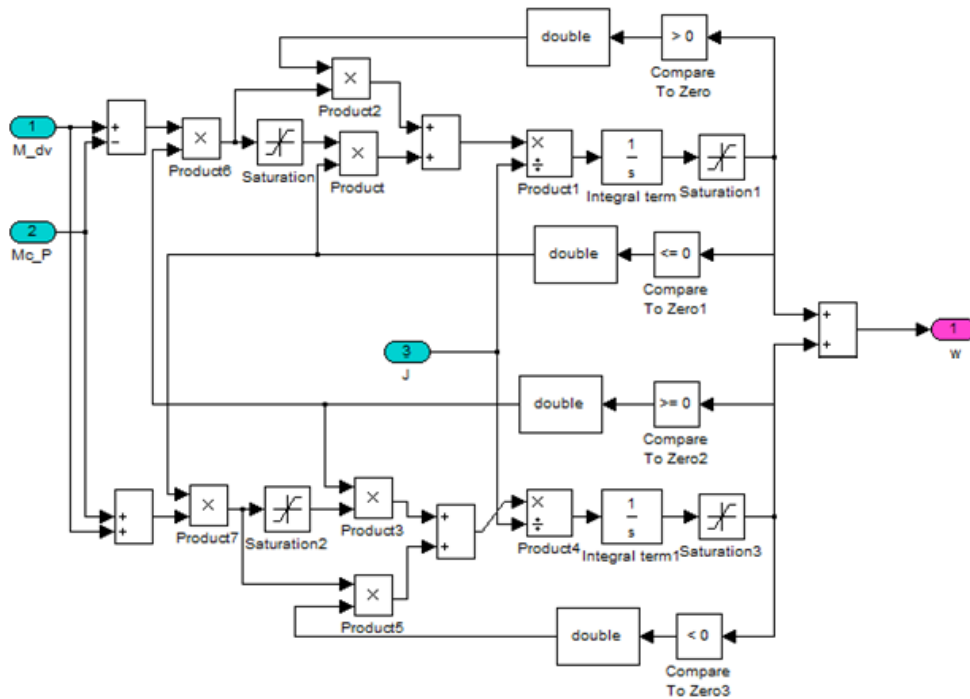 double
> 0
Compare
To Zero
×
Product2
1
M_dv
+
−
×
Product6
Saturation
×
Product
+
+
×
÷
Product1
1
s
Integral term
Saturation1
2
Mc_P
double
<= 0
Compare
To Zero1
3
J
+
+
1
w
double
>= 0
Compare
To Zero2
+
+
×
Product7
Saturation2
×
Product3
+
+
×
÷
Product4
1
s
Integral term1
Saturation3
×
Product5
double
< 0
Compare
To Zero3